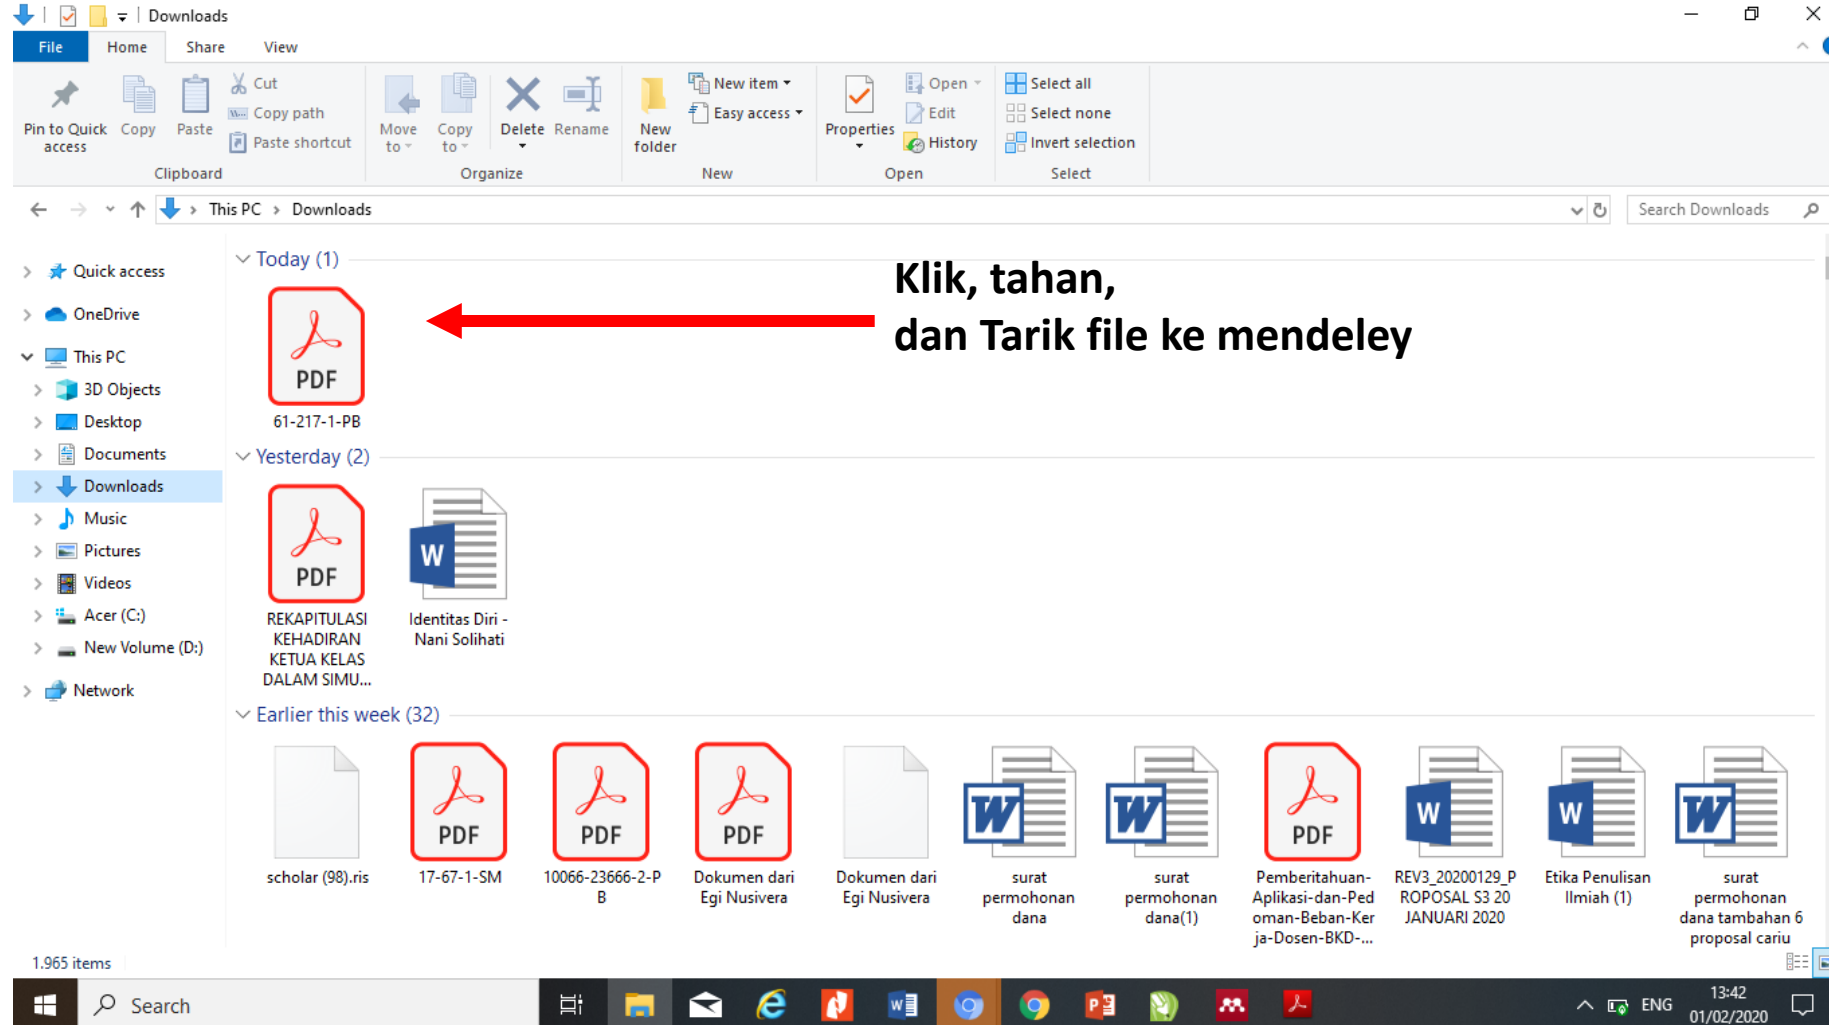 Downloads
File Home Share View
Pin to Quick access
Copy
Paste
Cut
Copy path
Paste shortcut
Clipboard
Move to
Copy to
Delete
Rename
Organize
New folder
New item
Easy access
New
Properties
Open
Edit
History
Open
Select all
Select none
Invert selection
Select
This PC > Downloads
Search Downloads
Quick access
OneDrive
This PC
3D Objects
Desktop
Documents
Downloads
Music
Pictures
Videos
Acer (C:)
New Volume (D:)
Network
Today (1)
Klik, tahan,
dan Tarik file ke mendeley
PDF
61-217-1-PB
Yesterday (2)
PDF
REKAPITULASI
KEHADIRAN
KETUA KELAS
DALAM SIMU...
W
Identitas Diri -
Nani Solihati
Earlier this week (32)
scholar (98).ris
PDF
17-67-1-SM
PDF
10066-23666-2-P
B
PDF
Dokumen dari
Egi Nusivera
Dokumen dari
Egi Nusivera
W
surat
permohonan
dana
W
surat
permohonan
dana(1)
PDF
Pemberitahuan-
Aplikasi-dan-Ped
oman-Beban-Ker
ja-Dosen-BKD-...
W
REV3_20200129_P
ROPOSAL S3 20
JANUARI 2020
W
Etika Penulisan
Ilmiah (1)
W
surat
permohonan
dana tambahan 6
proposal cariu
1.965 items
Search
ENG
13:42
01/02/2020